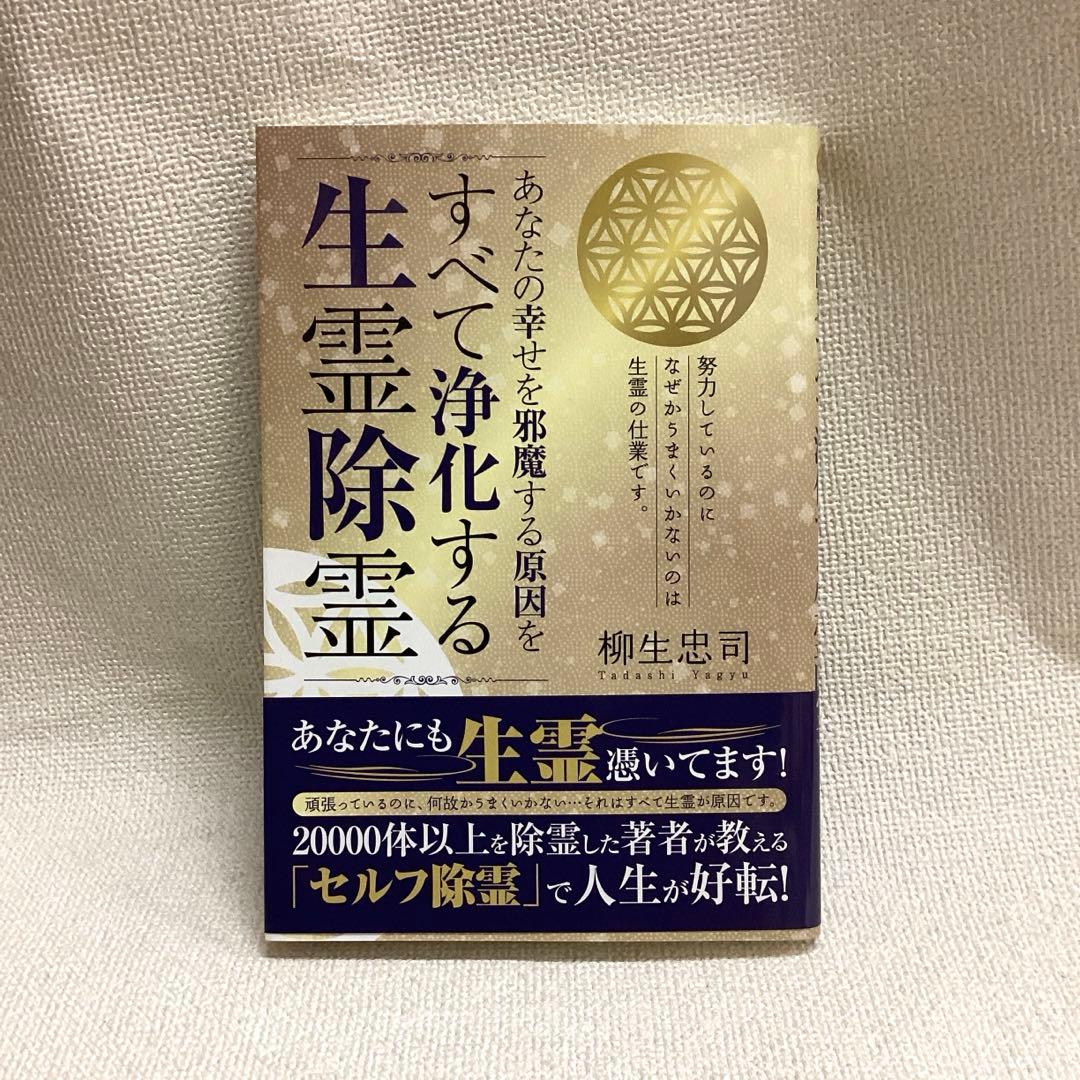 努力しているのに
なぜかうまくいかないのは
生霊の仕業です。
あなたの幸せを邪魔する原因を
すべて浄化する
生霊除霊
柳生忠司
Tadashi Yagyu
あなたにも生霊憑いてます!
頑張っているのに、何故かうまくいかない…それはすべて生霊が原因です。
20000体以上を除霊した著者が教える
「セルフ除霊」で人生が好転!